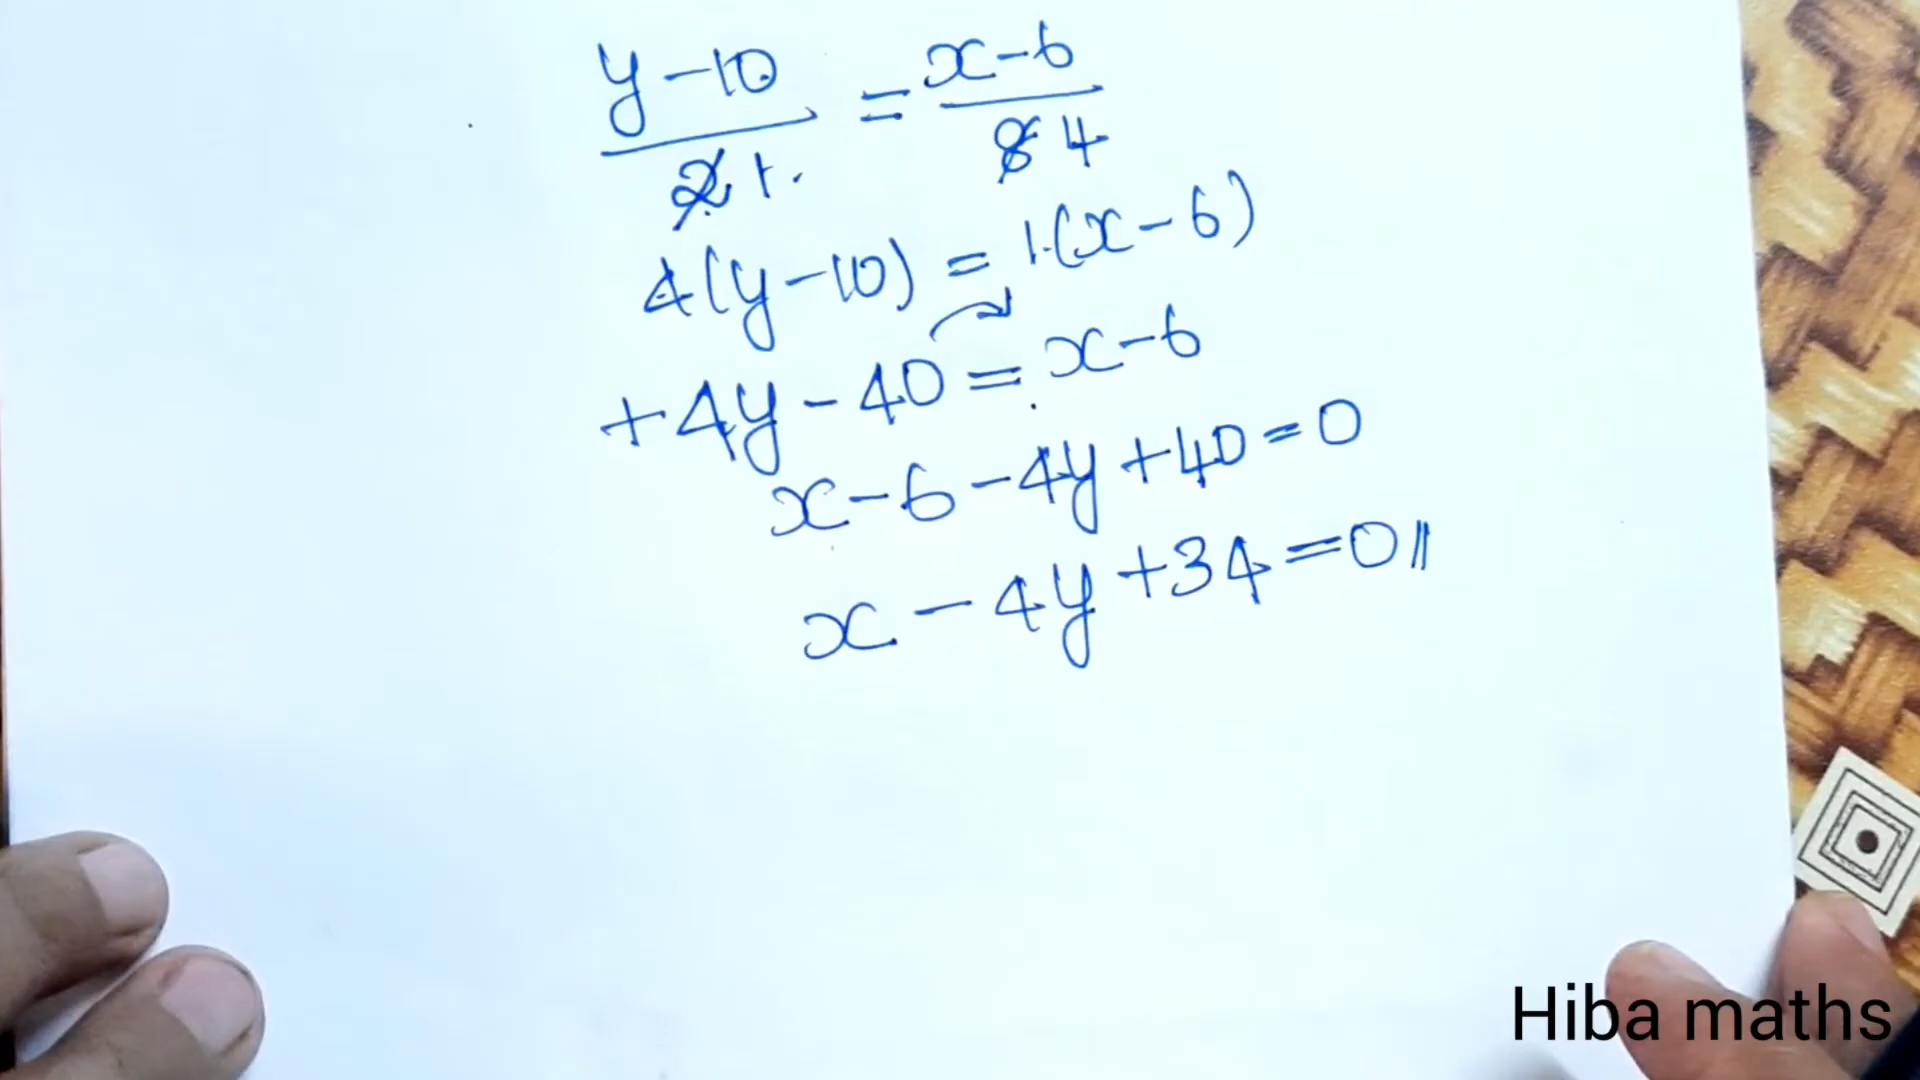 y-10/2 1. = x-6/8 4
4(y-10) = 1.(x-6)
+4y-40 = x-6
x-6-4y+40=0
x-4y+34=0//
Hiba maths